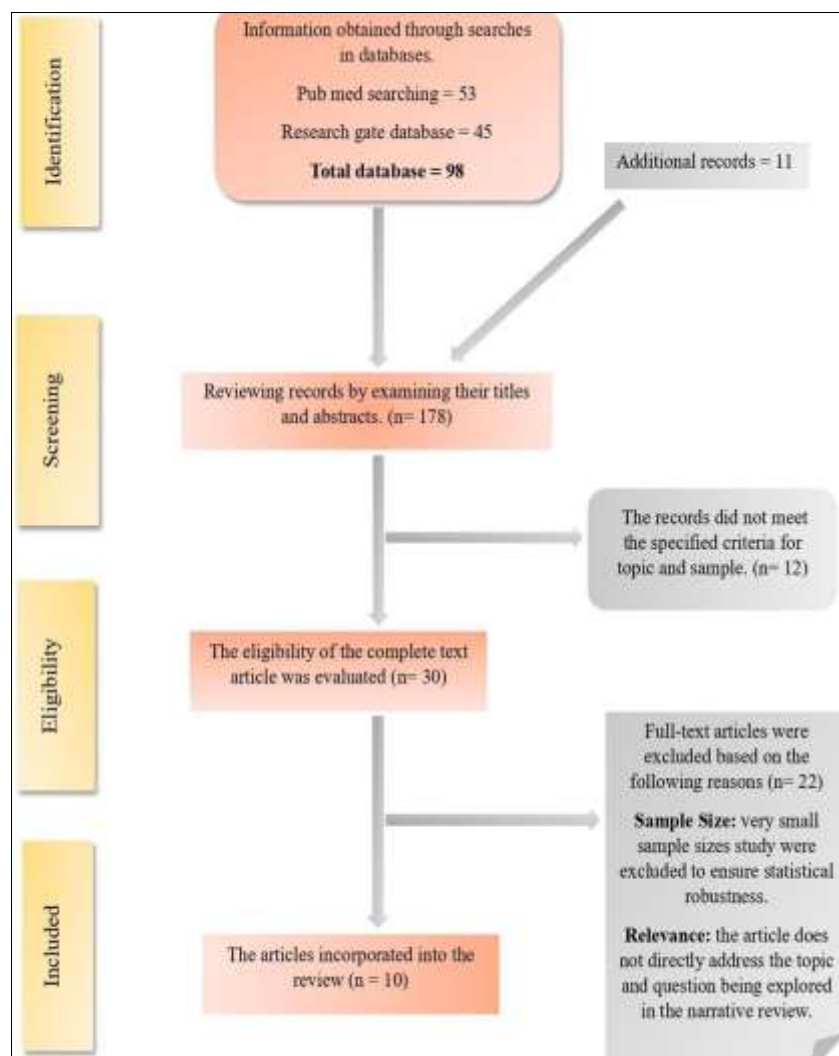 Identification
Information obtained through searches
in databases.
Pub med searching = 53
Research gate database = 45
Total database = 98
Additional records = 11
Screening
Reviewing records by examining their titles
and abstracts. (n= 178)
The records did not meet
the specified criteria for
topic and sample. (n= 12)
Eligibility
The eligibility of the complete text
article was evaluated (n= 30)
Full-text articles were
excluded based on the
following reasons (n= 22)
Sample Size: very small
sample sizes study were
excluded to ensure statistical
robustness.
Relevance: the article does
not directly address the topic
and question being explored
in the narrative review.
Included
The articles incorporated into the
review (n = 10)